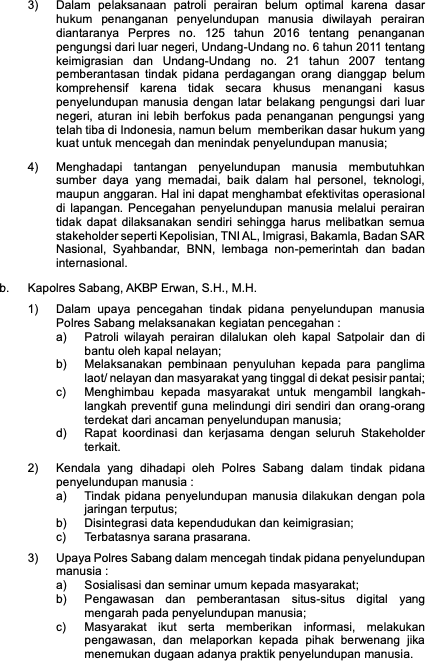 3) Dalam pelaksanaan patroli perairan belum optimal karena dasar
hukum penanganan penyelundupan manusia diwilayah perairan
diantaranya Perpres no. 125 tahun 2016 tentang penanganan
pengungsi dari luar negeri, Undang-Undang no. 6 tahun 2011 tentang
keimigrasian dan Undang-Undang no. 21 tahun 2007 tentang
pemberantasan tindak pidana perdagangan orang dianggap belum
komprehensif karena tidak secara khusus menangani kasus
penyelundupan manusia dengan latar belakang pengungsi dari luar
negeri, aturan ini lebih berfokus pada penanganan pengungsi yang
telah tiba di Indonesia, namun belum memberikan dasar hukum yang
kuat untuk mencegah dan menindak penyelundupan manusia;
4) Menghadapi tantangan penyelundupan manusia membutuhkan
sumber daya yang memadai, baik dalam hal personel, teknologi,
maupun anggaran. Hal ini dapat menghambat efektivitas operasional
di lapangan. Pencegahan penyelundupan manusia melalui perairan
tidak dapat dilaksanakan sendiri sehingga harus melibatkan semua
stakeholder seperti Kepolisian, TNI AL, Imigrasi, Bakamla, Badan SAR
Nasional, Syahbandar, BNN, lembaga non-pemerintah dan badan
internasional.
b. Kapolres Sabang, AKBP Erwan, S.H., M.H.
1) Dalam upaya pencegahan tindak pidana penyelundupan manusia
Polres Sabang melaksanakan kegiatan pencegahan :
a) Patroli wilayah perairan dilalukan oleh kapal Satpolair dan di
bantu oleh kapal nelayan;
b) Melaksanakan pembinaan penyuluhan kepada para panglima
laot/ nelayan dan masyarakat yang tinggal di dekat pesisir pantai;
c) Menghimbau kepada masyarakat untuk mengambil langkah-
langkah preventif guna melindungi diri sendiri dan orang-orang
terdekat dari ancaman penyelundupan manusia;
d) Rapat koordinasi dan kerjasama dengan seluruh Stakeholder
terkait.
2) Kendala yang dihadapi oleh Polres Sabang dalam tindak pidana
penyelundupan manusia :
a) Tindak pidana penyelundupan manusia dilakukan dengan pola
jaringan terputus;
b) Disintegrasi data kependudukan dan keimigrasian;
c) Terbatasnya sarana prasarana.
3) Upaya Polres Sabang dalam mencegah tindak pidana penyelundupan
manusia :
a) Sosialisasi dan seminar umum kepada masyarakat;
b) Pengawasan dan pemberantasan situs-situs digital yang
mengarah pada penyelundupan manusia;
c) Masyarakat ikut serta memberikan informasi, melakukan
pengawasan, dan melaporkan kepada pihak berwenang jika
menemukan dugaan adanya praktik penyelundupan manusia.